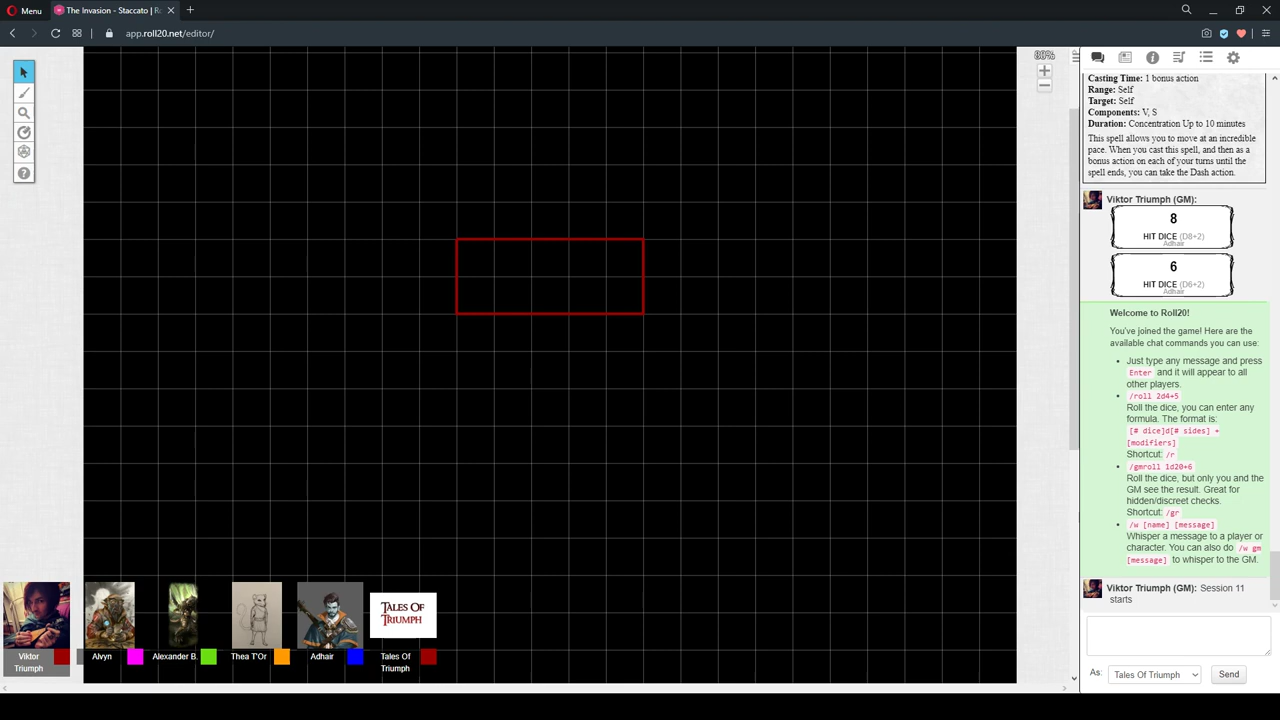 Menu
The Invasion - Staccato | Ro
app.roll20.net/editor/
80%
Casting Time: 1 bonus action
Range: Self
Target: Self
Components: V, S
Duration: Concentration Up to 10 minutes
This spell allows you to move at an incredible
pace. When you cast this spell, and then as a
bonus action on each of your turns until the
spell ends, you can take the Dash action.
Viktor Triumph (GM):
8
HIT DICE (D8+2)
Adhair
6
HIT DICE (D6+2)
Adhair
Welcome to Roll20!
You've joined the game! Here are the
available chat commands you can use:
• Just type any message and press
Enter and it will appear to all
other players.
• /roll 2d4+5
Roll the dice, you can enter any
formula. The format is:
[# dice]d[# sides] +
[modifiers]
Shortcut: /r
• /gmroll 1d20+6
Roll the dice, but only you and the
GM see the result. Great for
hidden/discreet checks.
Shortcut: /gr
• /w [name] [message]
Whisper a message to a player or
character. You can also do /w gm
[message] to whisper to the GM.
Viktor Triumph (GM): Session 11
starts
As: Tales Of Triumph Send
TALES OF
TRIUMPH
Viktor
Triumph
Alvyn
Alexander B.
Thea T'Or
Adhair
Tales Of
Triumph